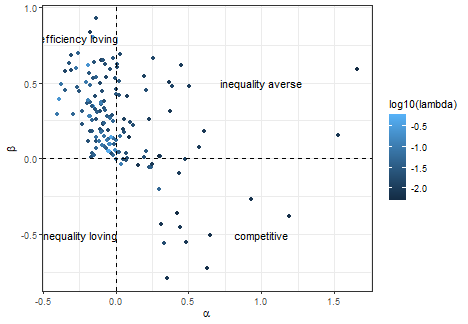 1.0
efficiency loving
0.5
inequality averse
β
0.0
-0.5
nequality loving
competitive
-0.5
0.0
0.5
1.0
1.5
α
log10(lambda)
-0.5
-1.0
-1.5
-2.0